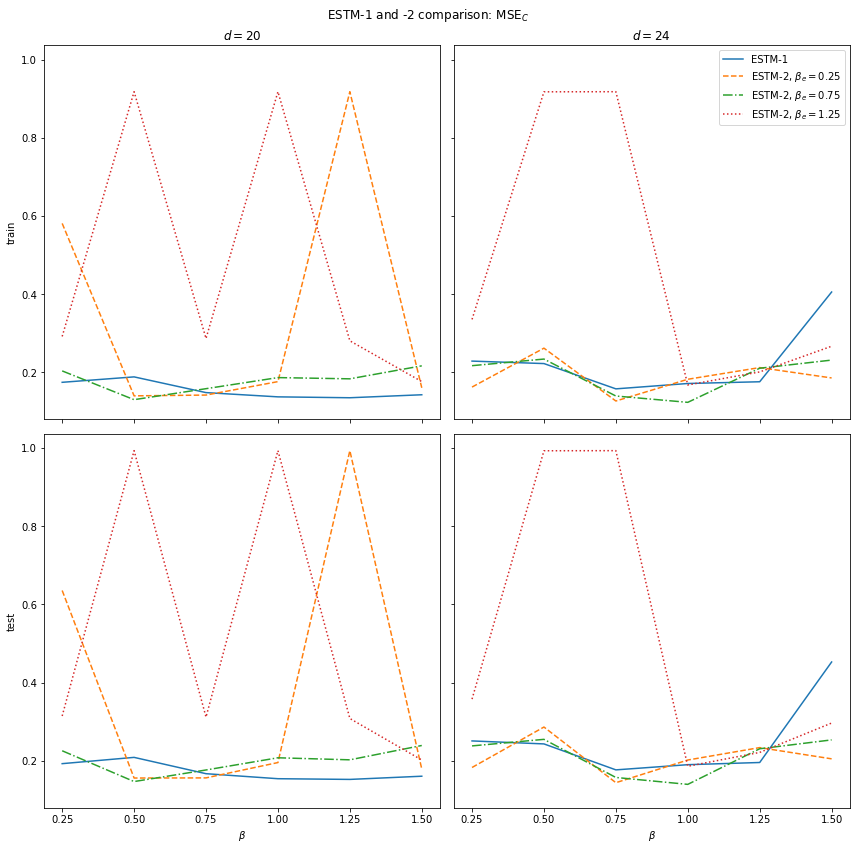 ESTM-1 and -2 comparison: MSE_C
d = 20
d = 24
1.0
0.8
0.6
0.4
0.2
train
ESTM-1
ESTM-2, β_e = 0.25
ESTM-2, β_e = 0.75
ESTM-2, β_e = 1.25
1.0
0.8
0.6
0.4
0.2
test
0.25 0.50 0.75 1.00 1.25 1.50
0.25 0.50 0.75 1.00 1.25 1.50
β
β